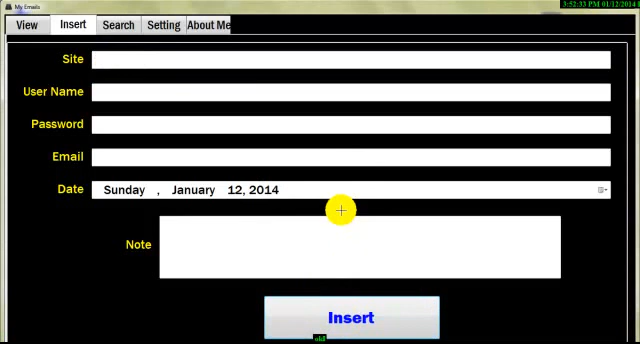 My Emails
3:52:33 PM 01/12/2014
View Insert Search Setting About Me
Site
User Name
Password
Email
Date Sunday , January 12, 2014
Note
Insert
old